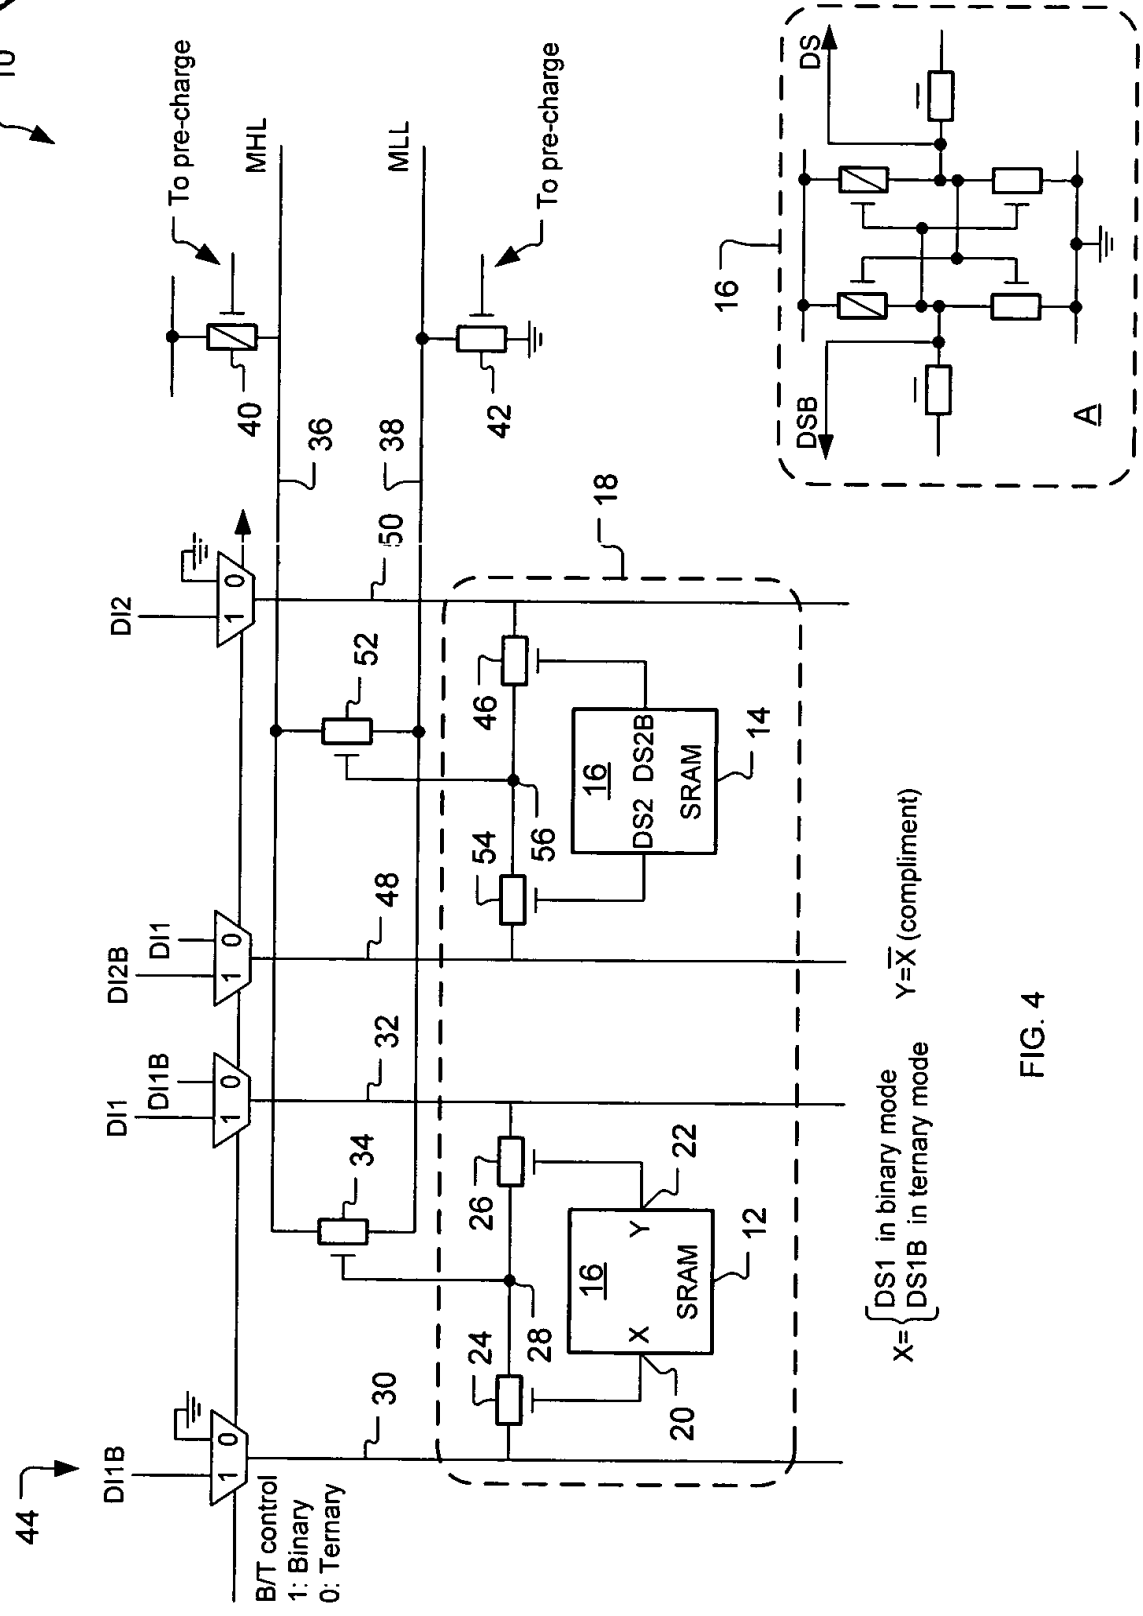 10
44
DI1B
1 0
DI1
DI1B
1 0
DI2B
DI1
1 0
DI2
1 0
To pre-charge
B/T control
1: Binary
0: Ternary
MHL
MLL
To pre-charge
40
42
36
38
30
34
32
48
52
50
18
24
28
26
54
56
46
16
X Y
SRAM
20
22
12
16
DS2 DS2B
SRAM
14
X= DS1 in binary mode
DS1B in ternary mode
Y=X̅ (compliment)
16
DSB
DS
A
FIG. 4